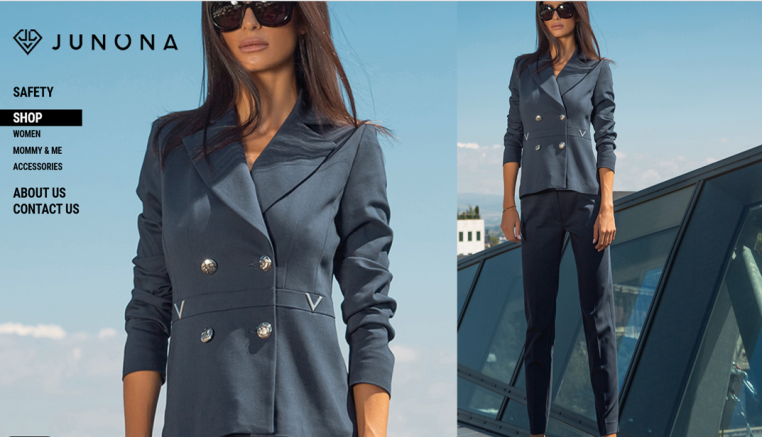 JUNONA
SAFETY
SHOP
WOMEN
MOMMY & ME
ACCESSORIES
ABOUT US
CONTACT US